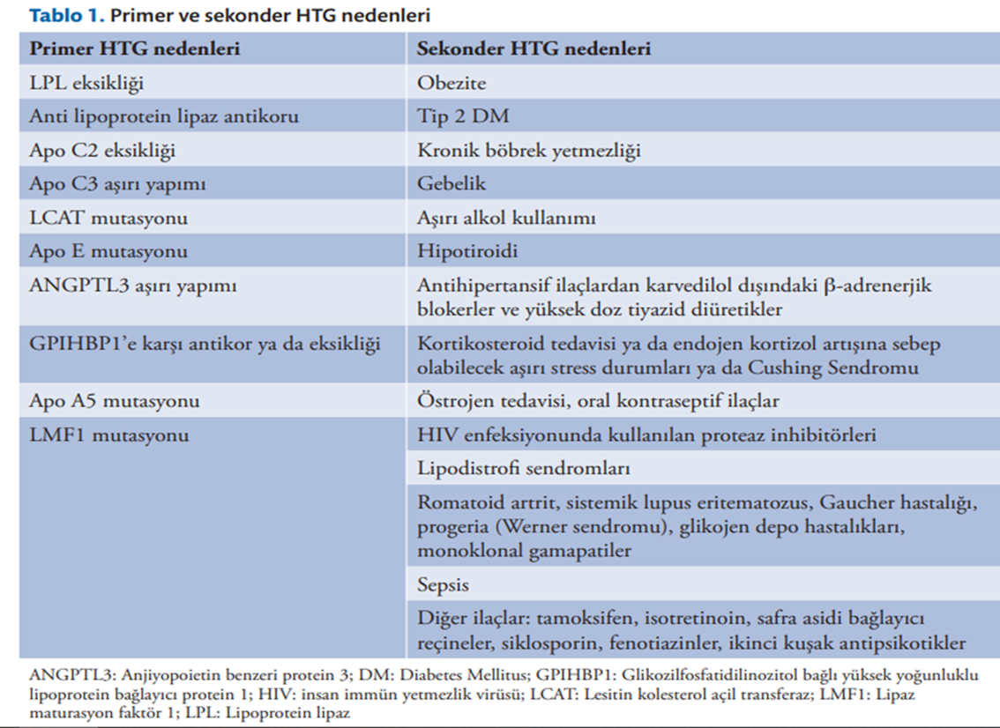 Tablo 1. Primer ve sekonder HTG nedenleri
Primer HTG nedenleri
Sekonder HTG nedenleri
LPL eksikliği
Obezite
Anti lipoprotein lipaz antikoru
Tip 2 DM
Apo C2 eksikliği
Kronik böbrek yetmezliği
Apo C3 aşırı yapımı
Gebelik
LCAT mutasyonu
Aşırı alkol kullanımı
Apo E mutasyonu
Hipotiroidi
ANGPTL3 aşırı yapımı
Antihipertansif ilaçlardan karvedilol dışındaki β-adrenerjik
blokerler ve yüksek doz tiyazid diüretikler
GPIHBP1'e karşı antikor ya da eksikliği
Kortikosteroid tedavisi ya da endojen kortizol artışına sebep
olabilecek aşırı stress durumları ya da Cushing Sendromu
Apo A5 mutasyonu
Östrojen tedavisi, oral kontraseptif ilaçlar
LMF1 mutasyonu
HIV enfeksiyonunda kullanılan proteaz inhibitörleri
Lipodistrofi sendromları
Romatoid artrit, sistemik lupus eritematozus, Gaucher hastalığı,
progeria (Werner sendromu), glikojen depo hastalıkları,
monoklonal gamapatiler
Sepsis
Diğer ilaçlar: tamoksifen, isotretinoin, safra asidi bağlayıcı
reçineler, siklosporin, fenotiazinler, ikinci kuşak antipsikotikler
ANGPTL3: Anjiyopoietin benzeri protein 3; DM: Diabetes Mellitus; GPIHBP1: Glikozilfosfatidilinozitol bağlı yüksek yoğunluklu
lipoprotein bağlayıcı protein 1; HIV: insan immün yetmezlik virüsü; LCAT: Lesitin kolesterol açil transferaz; LMF1: Lipaz
maturasyon faktör 1; LPL: Lipoprotein lipaz